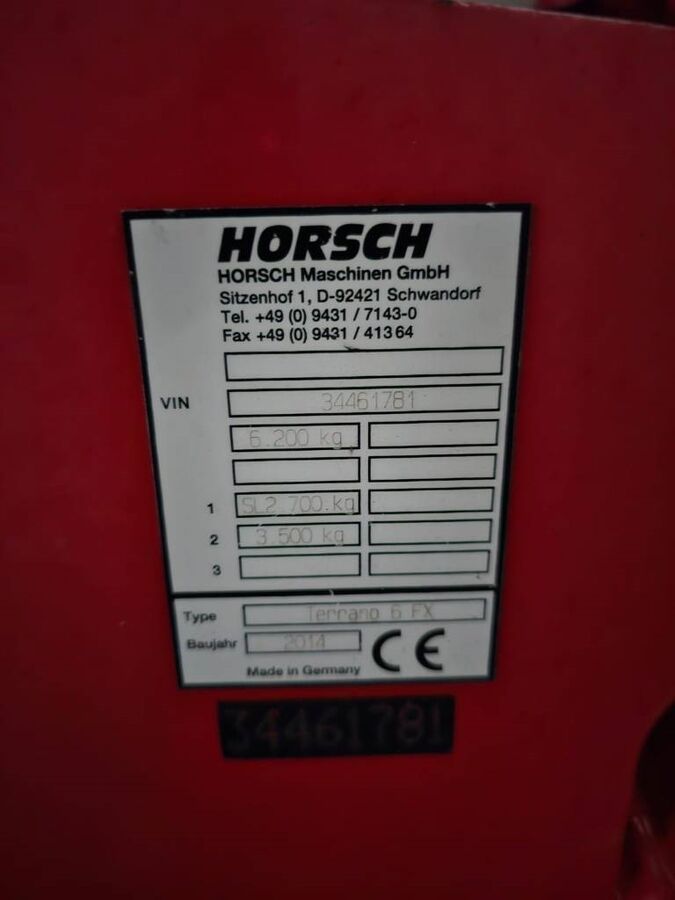 HORSCH
HORSCH Maschinen GmbH
Sitzenhof 1, D-92421 Schwandorf
Tel. +49 (0) 9431 / 7143-0
Fax +49 (0) 9431 / 41364
VIN 34461781
6.200 kg
1 SL2.700.kg
2 3.500 kg
3
Type Terrano 6 FX
Baujahr 2014 CE
Made in Germany
34461781